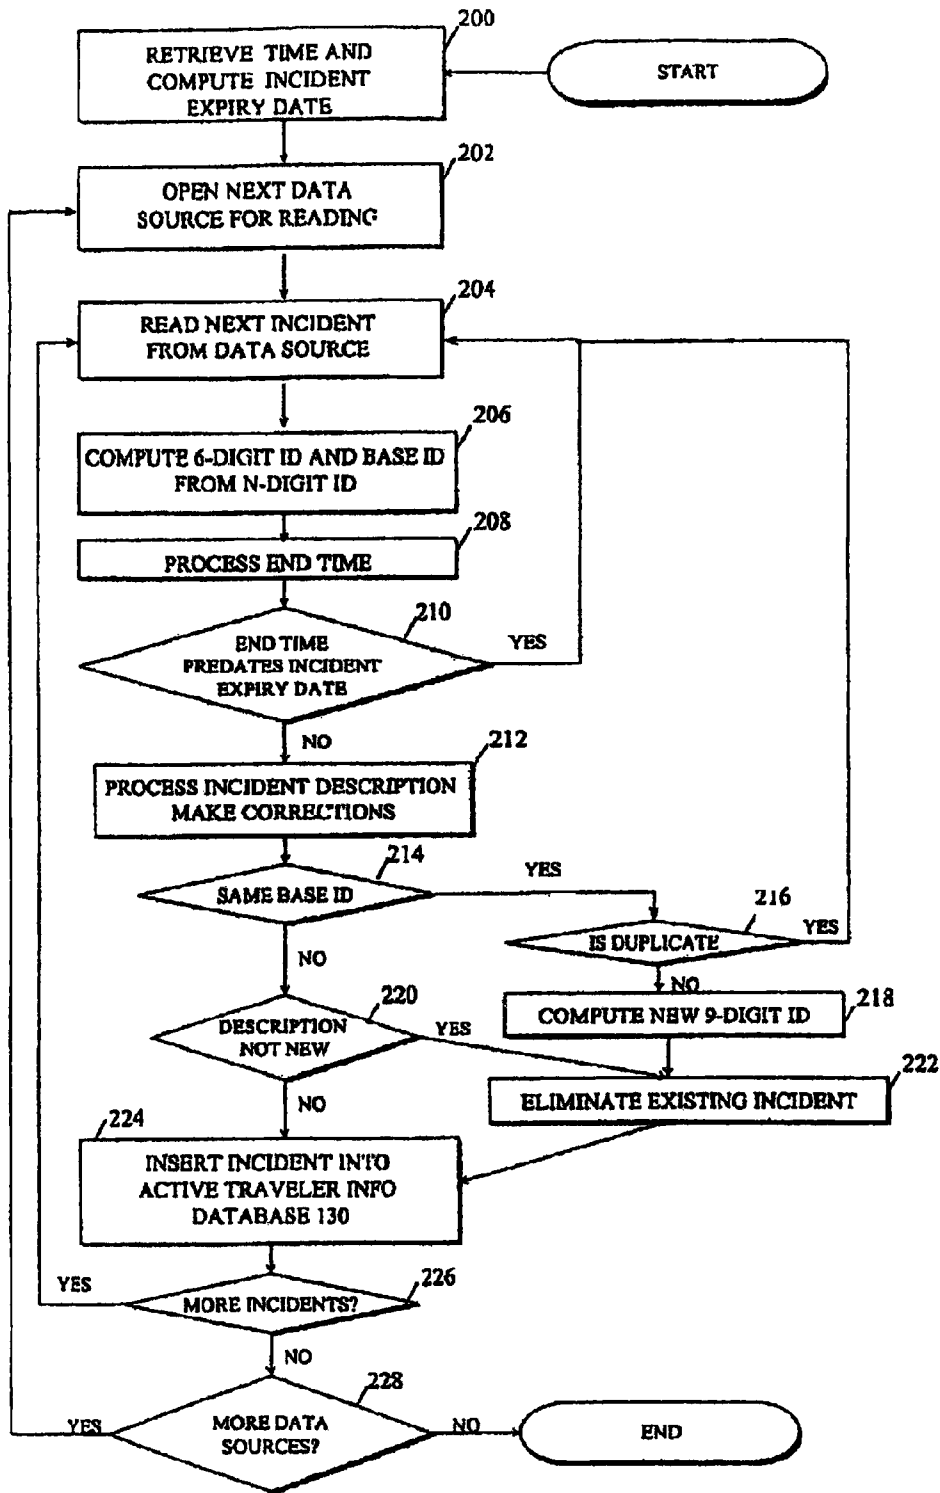 200
RETRIEVE TIME AND
COMPUTE INCIDENT
EXPIRY DATE
START
202
OPEN NEXT DATA
SOURCE FOR READING
204
READ NEXT INCIDENT
FROM DATA SOURCE
206
COMPUTE 6-DIGIT ID AND BASE ID
FROM N-DIGIT ID
208
PROCESS END TIME
210
END TIME
PREDATES INCIDENT
EXPIRY DATE
YES
NO
212
PROCESS INCIDENT DESCRIPTION
MAKE CORRECTIONS
214
SAME BASE ID
YES
216
IS DUPLICATE
YES
NO
NO
218
COMPUTE NEW 9-DIGIT ID
220
DESCRIPTION
NOT NEW
YES
NO
222
ELIMINATE EXISTING INCIDENT
224
INSERT INCIDENT INTO
ACTIVE TRAVELER INFO
DATABASE 130
YES
226
MORE INCIDENTS?
NO
228
YES
MORE DATA
SOURCES?
NO
END